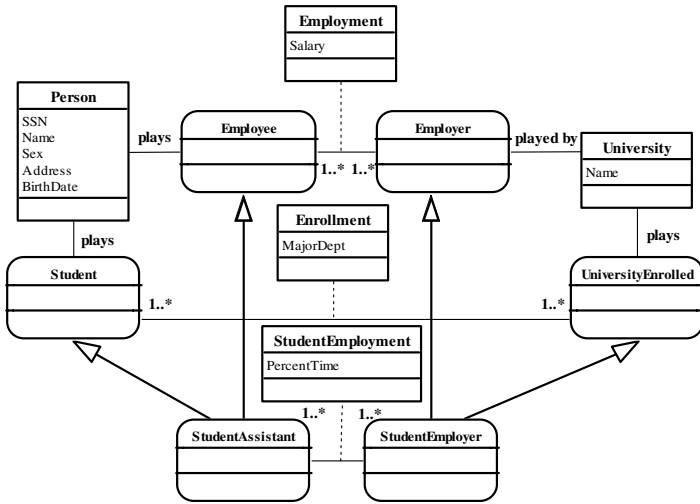 Employment
Salary
Person
SSN
Name
Sex
Address
BirthDate
plays
Employee
1..*
1..*
Employer
played by
University
Name
plays
Enrollment
MajorDept
plays
Student
1..*
1..*
UniversityEnrolled
StudentEmployment
PercentTime
1..*
1..*
StudentAssistant
StudentEmployer